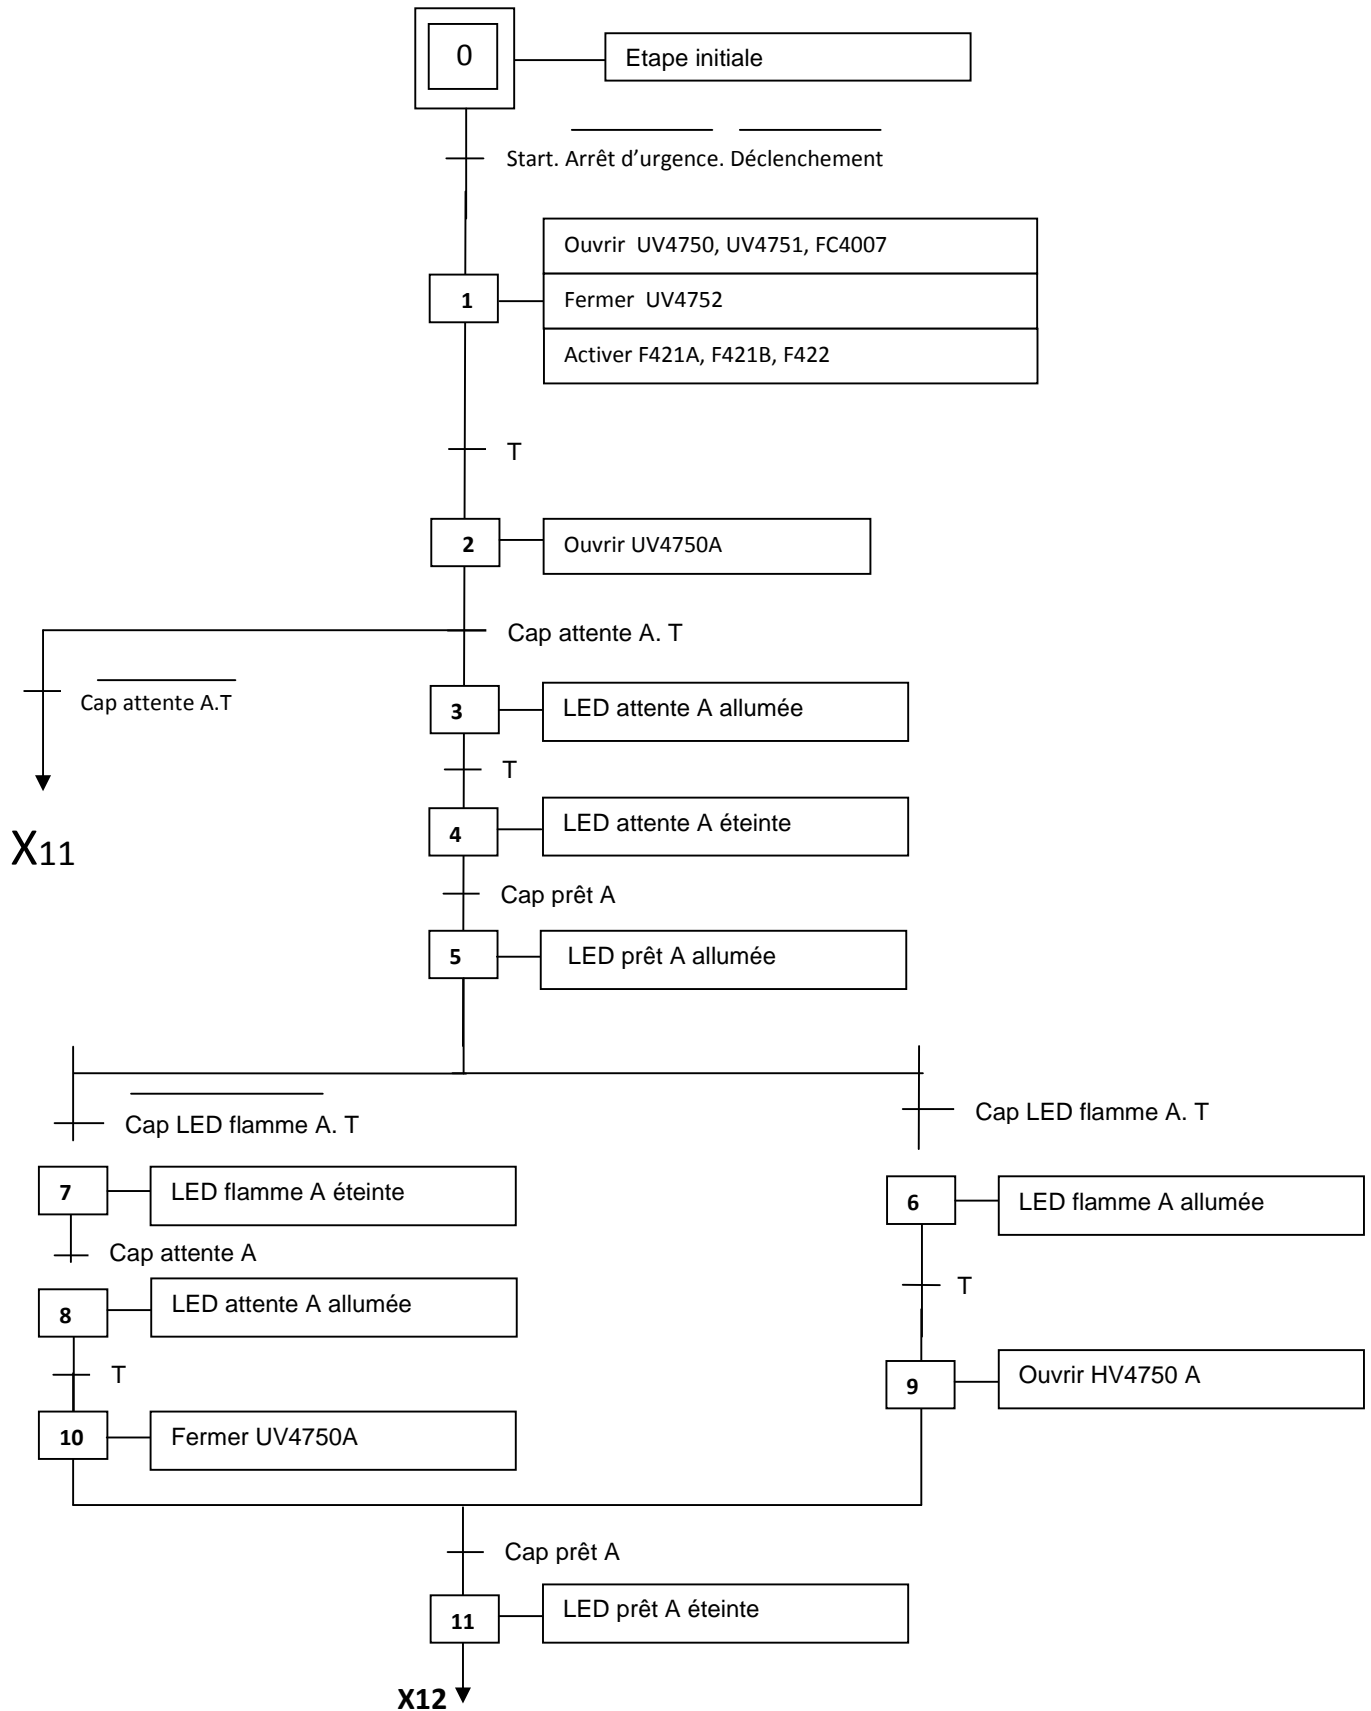 0
Etape initiale
Start. Arrêt d'urgence. Déclenchement
Ouvrir UV4750, UV4751, FC4007
1
Fermer UV4752
Activer F421A, F421B, F422
T
2
Ouvrir UV4750A
Cap attente A. T
Cap attente A.T
3
LED attente A allumée
T
4
LED attente A éteinte
X11
Cap prêt A
5
LED prêt A allumée
Cap LED flamme A. T
Cap LED flamme A. T
7
LED flamme A éteinte
6
LED flamme A allumée
Cap attente A
8
LED attente A allumée
T
T
9
Ouvrir HV4750 A
10
Fermer UV4750A
Cap prêt A
11
LED prêt A éteinte
X12